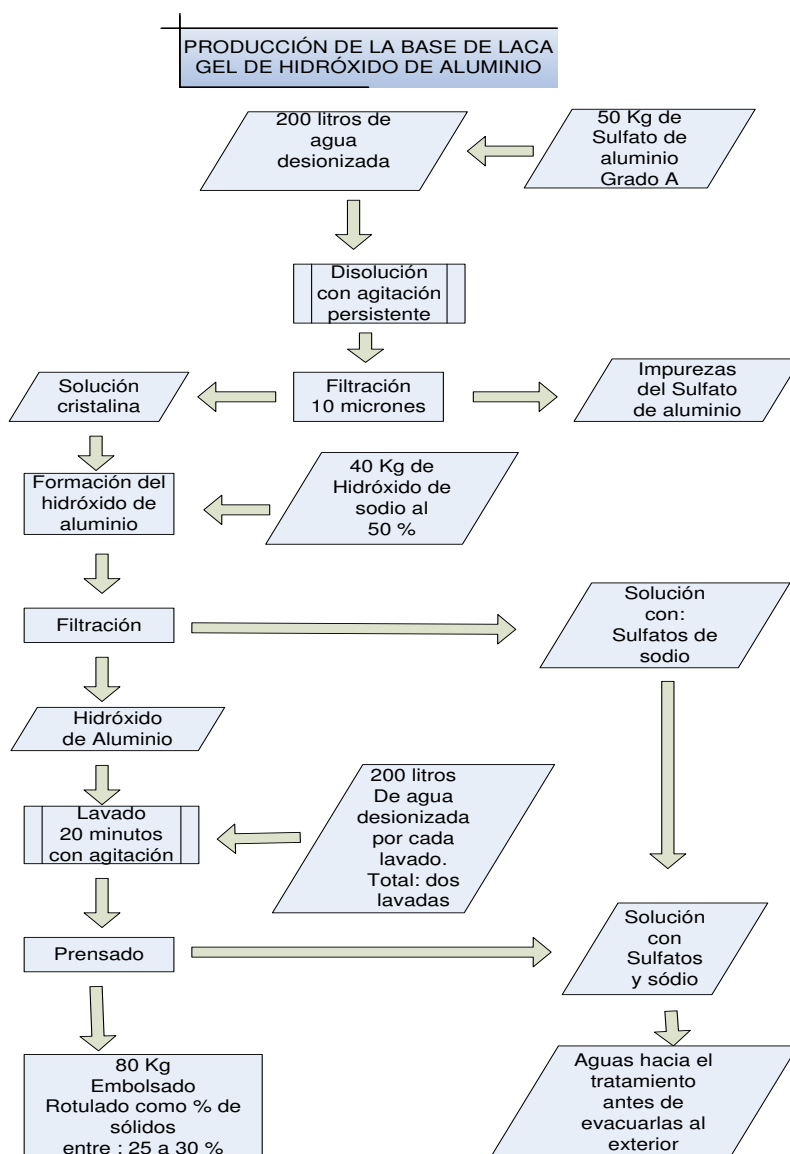 PRODUCCIÓN DE LA BASE DE LACA
GEL DE HIDRÓXIDO DE ALUMINIO
200 litros de
agua
desionizada
50 Kg de
Sulfato de
aluminio
Grado A
Disolución
con agitación
persistente
Solución
cristalina
Filtración
10 micrones
Impurezas
del Sulfato
de aluminio
Formación del
hidróxido de
aluminio
40 Kg de
Hidróxido de
sodio al
50 %
Filtración
Solución
con:
Sulfatos de
sodio
Hidróxido
de Aluminio
Lavado
20 minutos
con agitación
200 litros
De agua
desionizada
por cada
lavado.
Total: dos
lavadas
Prensado
Solución
con
Sulfatos
y sódio
80 Kg
Embolsado
Rotulado como % de
sólidos
entre : 25 a 30 %
Aguas hacia el
tratamiento
antes de
evacuarlas al
exterior